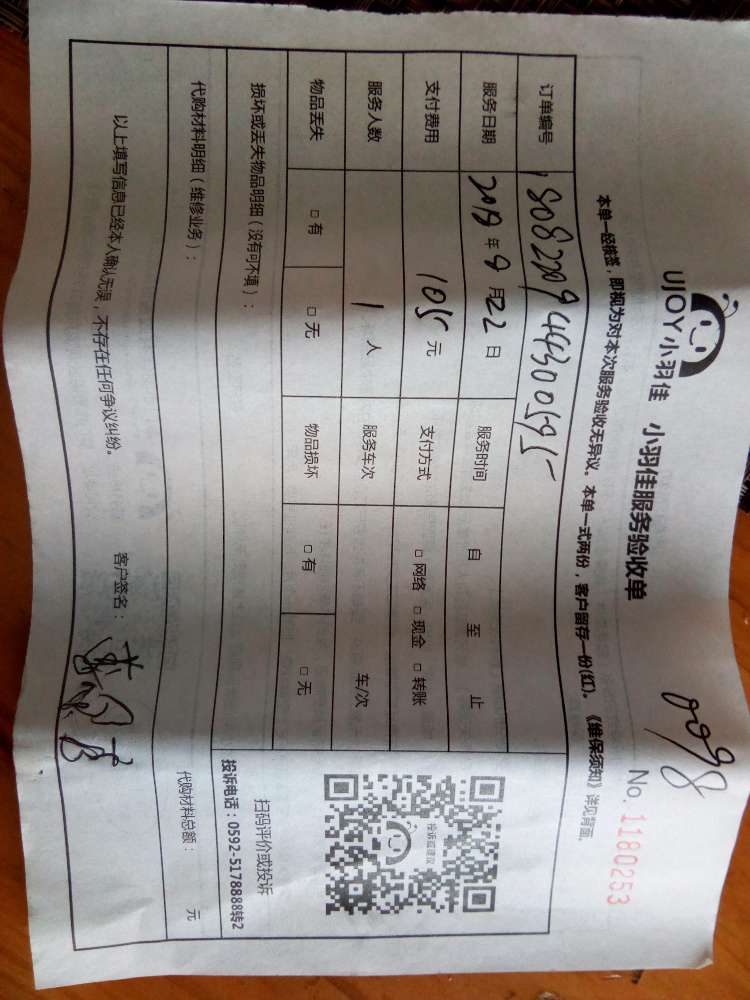 UJOY小羽佳 小羽佳服务验收单
0098
No. 1180253
本单一经核签，即视为对本次服务验收无异议。本单一式两份，客户留存一份(红)。《维保须知》详见背面。
订单编号
服务日期 年 9 月 22 日 服务时间 自 至 止
支付费用 105 元 支付方式 □ 网络 □ 现金 □ 转账
服务人数 1 人 服务车次 车/次
物品丢失 □ 有 □ 无 物品损坏 □ 有 □ 无
投诉或建议
扫码评价或投诉
投诉电话：0592-5178888转2
损坏或丢失物品明细（没有可不填）：
代购材料明细（维修业务）： 代购材料总额： 元
以上填写信息已经本人确认无误，不存在任何争议纠纷。 客户签名：